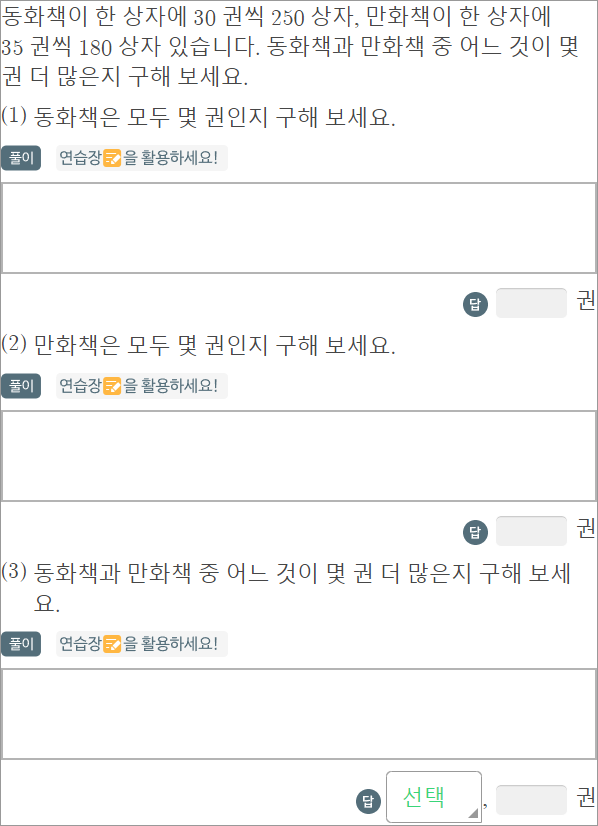 동화책이 한 상자에 30 권씩 250 상자, 만화책이 한 상자에
35 권씩 180 상자 있습니다. 동화책과 만화책 중 어느 것이 몇
권 더 많은지 구해 보세요.
(1) 동화책은 모두 몇 권인지 구해 보세요.
풀이 연습장을 활용하세요!
답 권
(2) 만화책은 모두 몇 권인지 구해 보세요.
풀이 연습장을 활용하세요!
답 권
(3) 동화책과 만화책 중 어느 것이 몇 권 더 많은지 구해 보세
요.
풀이 연습장을 활용하세요!
답 선택 , 권